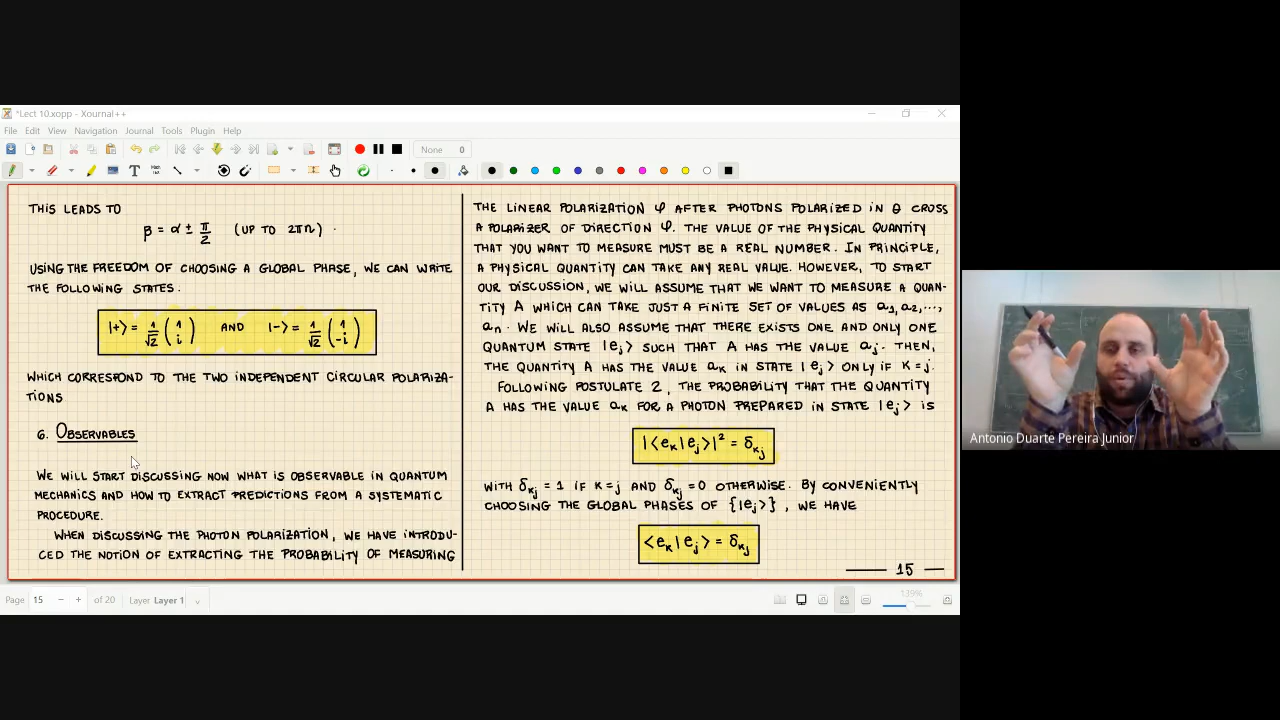 *Lect 10.xopp - Xournal++
File Edit View Navigation Journal Tools Plugin Help
None 0
THIS LEADS TO
β = α ± π/2 (UP TO 2πn)
USING THE FREEDOM OF CHOOSING A GLOBAL PHASE, WE CAN WRITE
THE FOLLOWING STATES:
|+> = 1/√2 (1 i) AND |-> = 1/√2 (1 -i)
WHICH CORRESPOND TO THE TWO INDEPENDENT CIRCULAR POLARIZA-
TIONS
6. OBSERVABLES
WE WILL START DISCUSSING NOW WHAT IS OBSERVABLE IN QUANTUM
MECHANICS AND HOW TO EXTRACT PREDICTIONS FROM A SYSTEMATIC
PROCEDURE.
WHEN DISCUSSING THE PHOTON POLARIZATION, WE HAVE INTRODU-
CED THE NOTION OF EXTRACTING THE PROBABILITY OF MEASURING
THE LINEAR POLARIZATION φ AFTER PHOTONS POLARIZED IN θ CROSS
A POLARIZER OF DIRECTION φ. THE VALUE OF THE PHYSICAL QUANTITY
THAT YOU WANT TO MEASURE MUST BE A REAL NUMBER. IN PRINCIPLE,
A PHYSICAL QUANTITY CAN TAKE ANY REAL VALUE. HOWEVER, TO START
OUR DISCUSSION, WE WILL ASSUME THAT WE WANT TO MEASURE A QUAN-
TITY A WHICH CAN TAKE JUST A FINITE SET OF VALUES AS a1, a2, ...,
an. WE WILL ALSO ASSUME THAT THERE EXISTS ONE AND ONLY ONE
QUANTUM STATE |ej> SUCH THAT A HAS THE VALUE aj. THEN,
THE QUANTITY A HAS THE VALUE ak IN STATE |ej> ONLY IF k=j.
FOLLOWING POSTULATE 2, THE PROBABILITY THAT THE QUANTITY
A HAS THE VALUE ak FOR A PHOTON PREPARED IN STATE |ej> IS
|<ek|ej>|² = δkj
WITH δkj = 1 IF k=j AND δkj = 0 OTHERWISE. BY CONVENIENTLY
CHOOSING THE GLOBAL PHASES OF {|ej>}, WE HAVE
<ek|ej> = δkj
15
Page 15 of 20 Layer Layer 1
139%
Antonio Duarte Pereira Junior